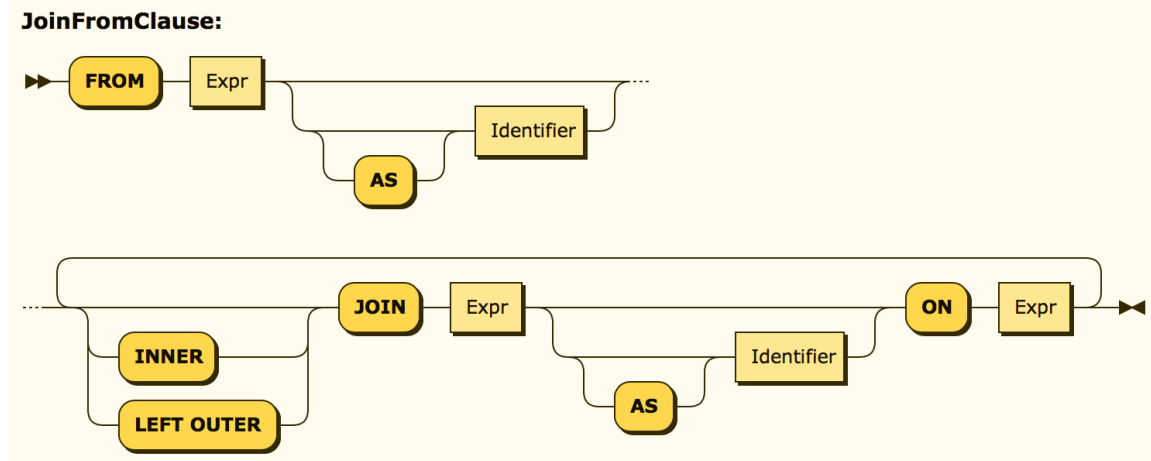 JoinFromClause:
FROM Expr
Identifier
AS
JOIN Expr ON Expr
INNER Identifier
AS
LEFT OUTER